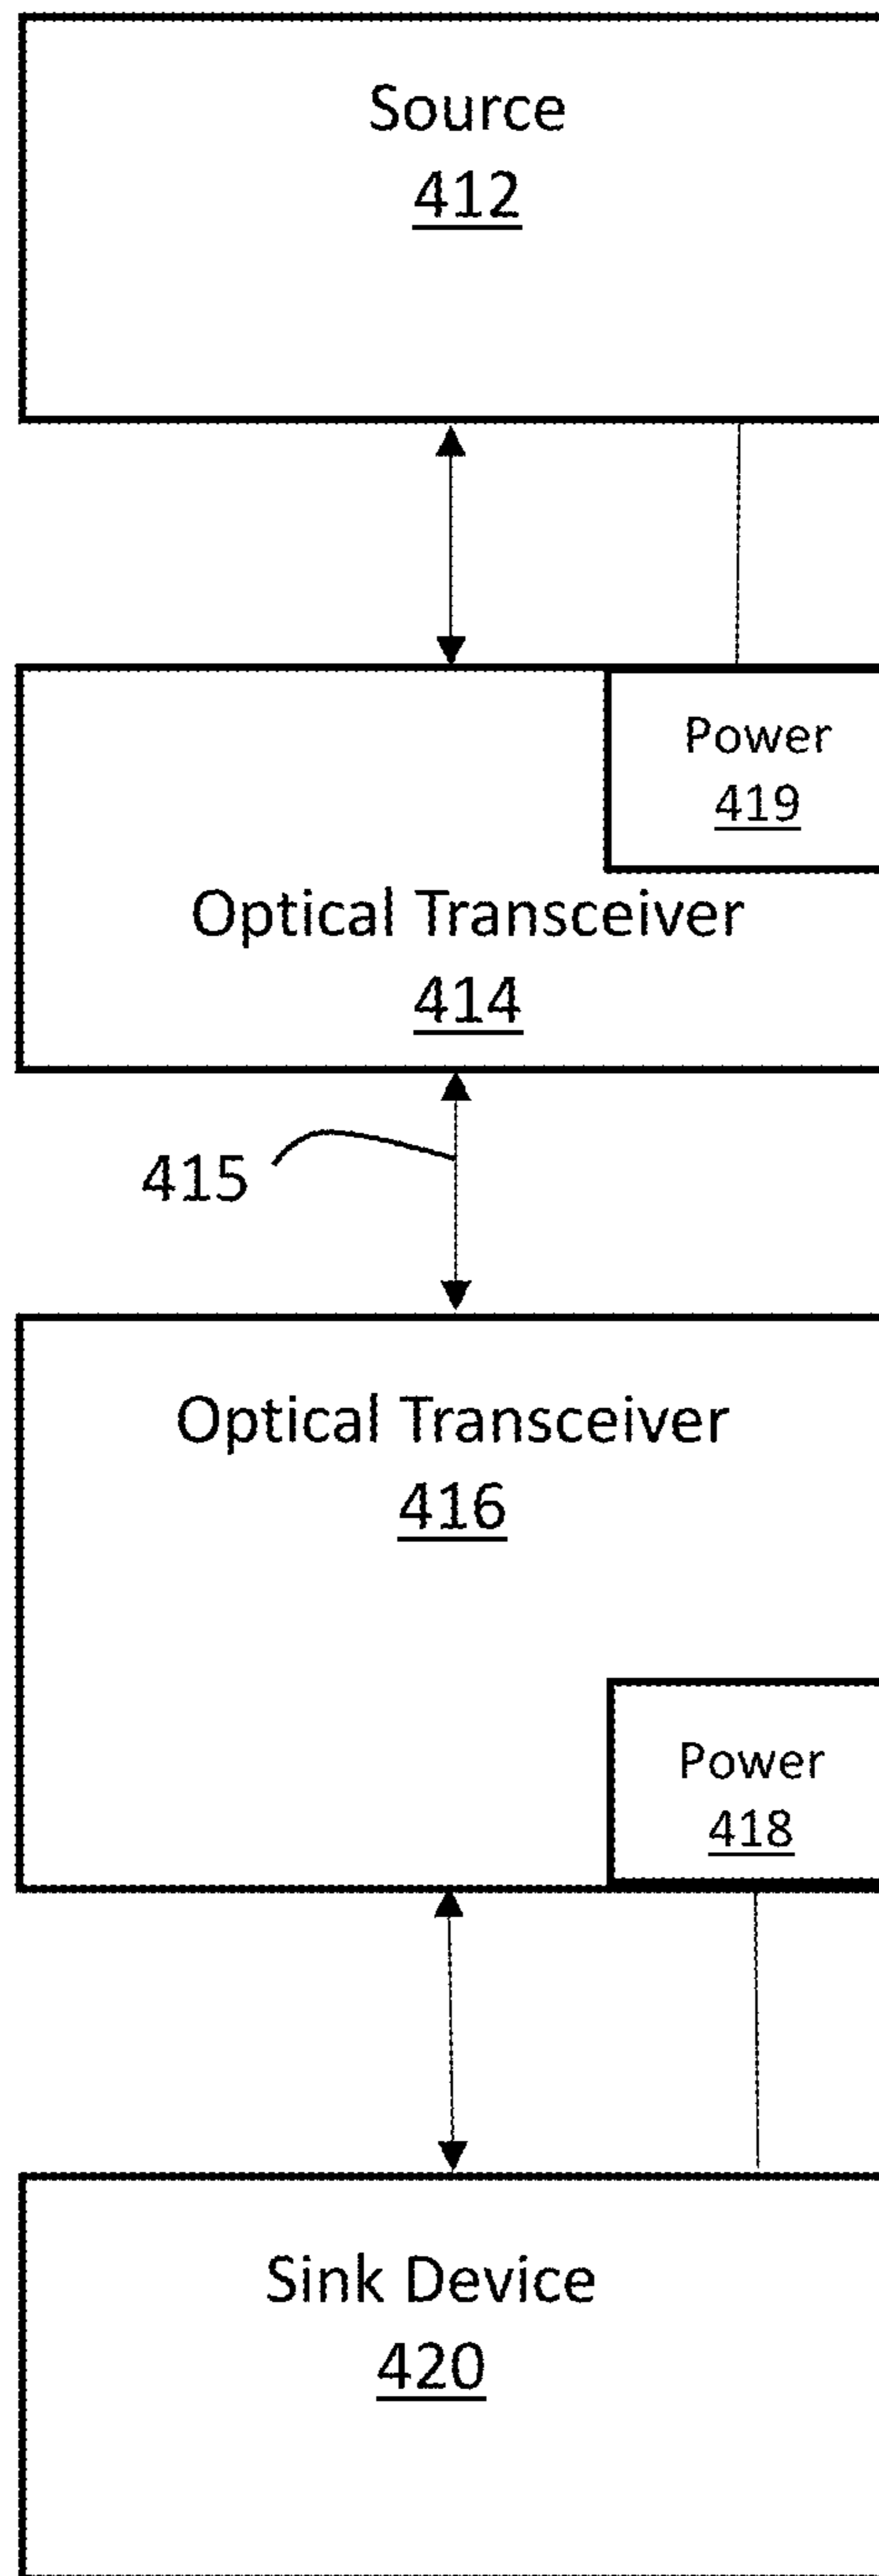 Source
412
Power
419
Optical Transceiver
414
415
Optical Transceiver
416
Power
418
Sink Device
420